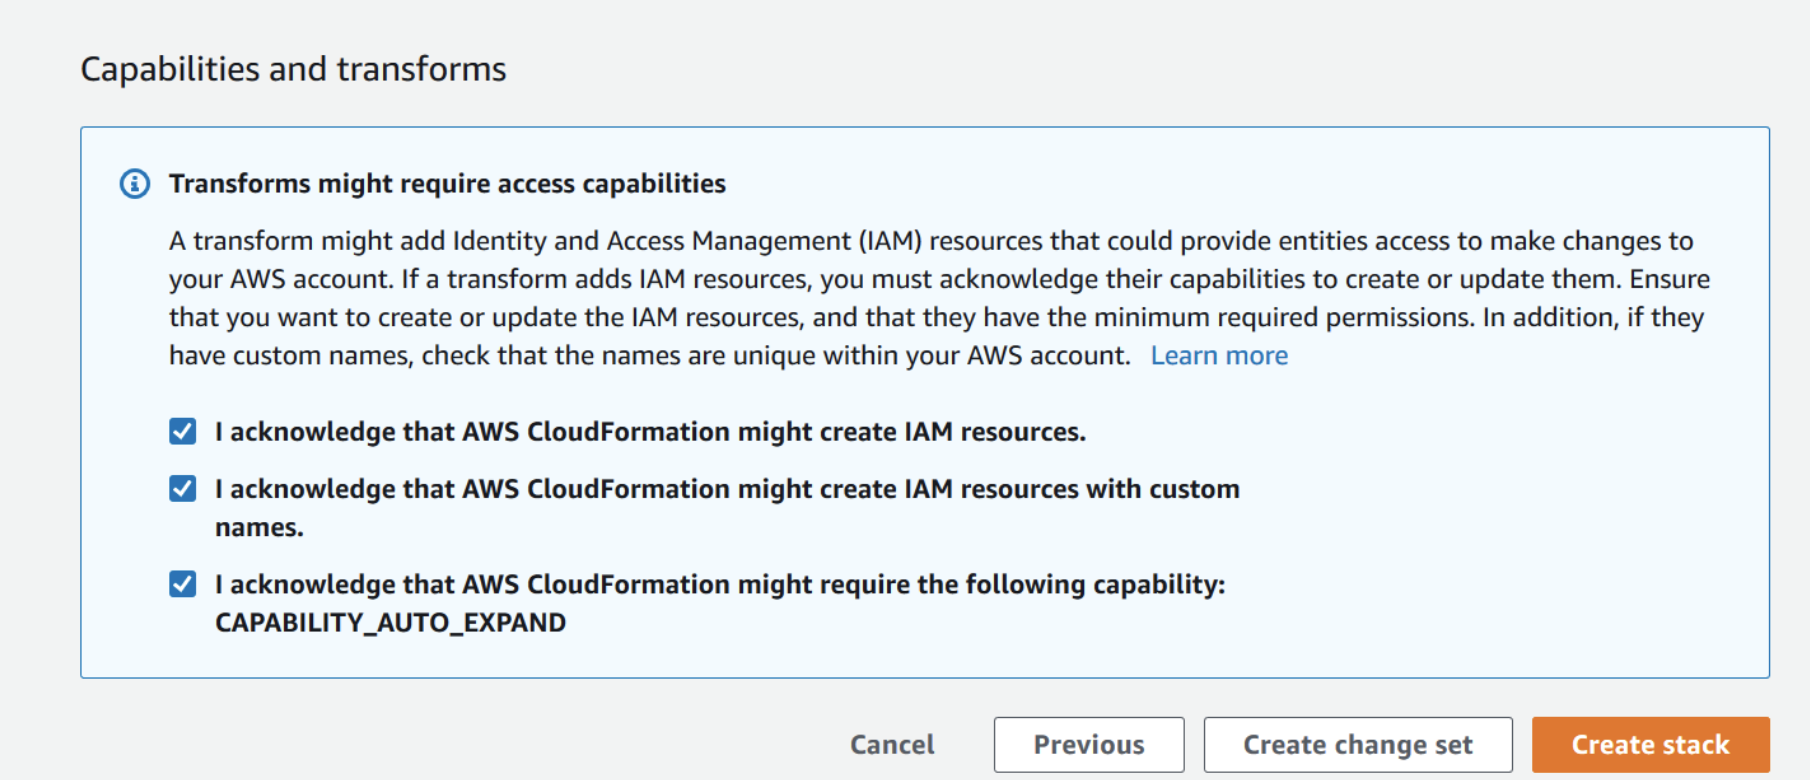 Capabilities and transforms
Transforms might require access capabilities
A transform might add Identity and Access Management (IAM) resources that could provide entities access to make changes to
your AWS account. If a transform adds IAM resources, you must acknowledge their capabilities to create or update them. Ensure
that you want to create or update the IAM resources, and that they have the minimum required permissions. In addition, if they
have custom names, check that the names are unique within your AWS account. Learn more
I acknowledge that AWS CloudFormation might create IAM resources.
I acknowledge that AWS CloudFormation might create IAM resources with custom
names.
I acknowledge that AWS CloudFormation might require the following capability:
CAPABILITY_AUTO_EXPAND
Cancel Previous Create change set Create stack